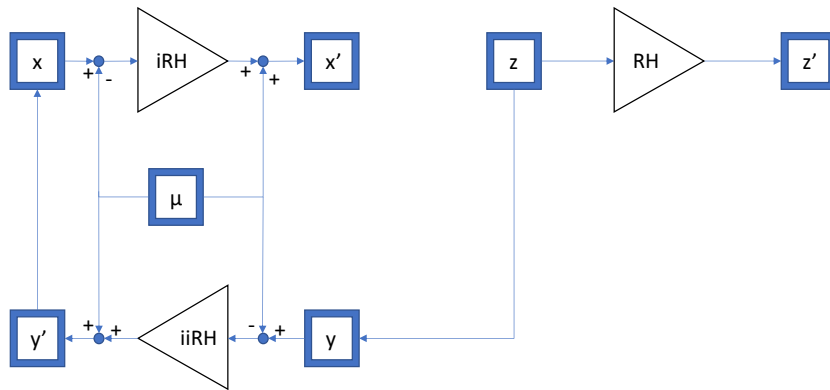 x
+
-
iRH
+
+
x'
z
RH
z'
μ
y'
+
+
iiRH
-
+
y